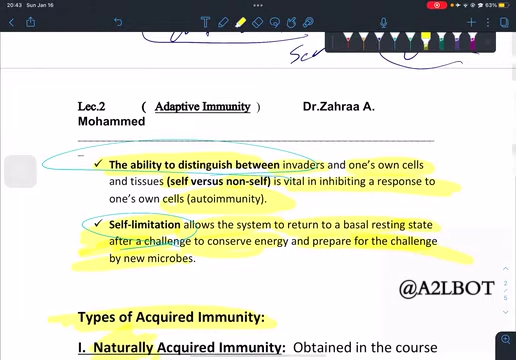 20:43 Sun Jan 16
63%
Lec.2 ( Adaptive Immunity ) Dr.Zahraa A.
Mohammed
✓ The ability to distinguish between invaders and one's own cells
and tissues (self versus non-self) is vital in inhibiting a response to
one's own cells (autoimmunity).
✓ Self-limitation allows the system to return to a basal resting state
after a challenge to conserve energy and prepare for the challenge
by new microbes.
@A2LBOT
2
/
5
Types of Acquired Immunity:
I. Naturally Acquired Immunity: Obtained in the course